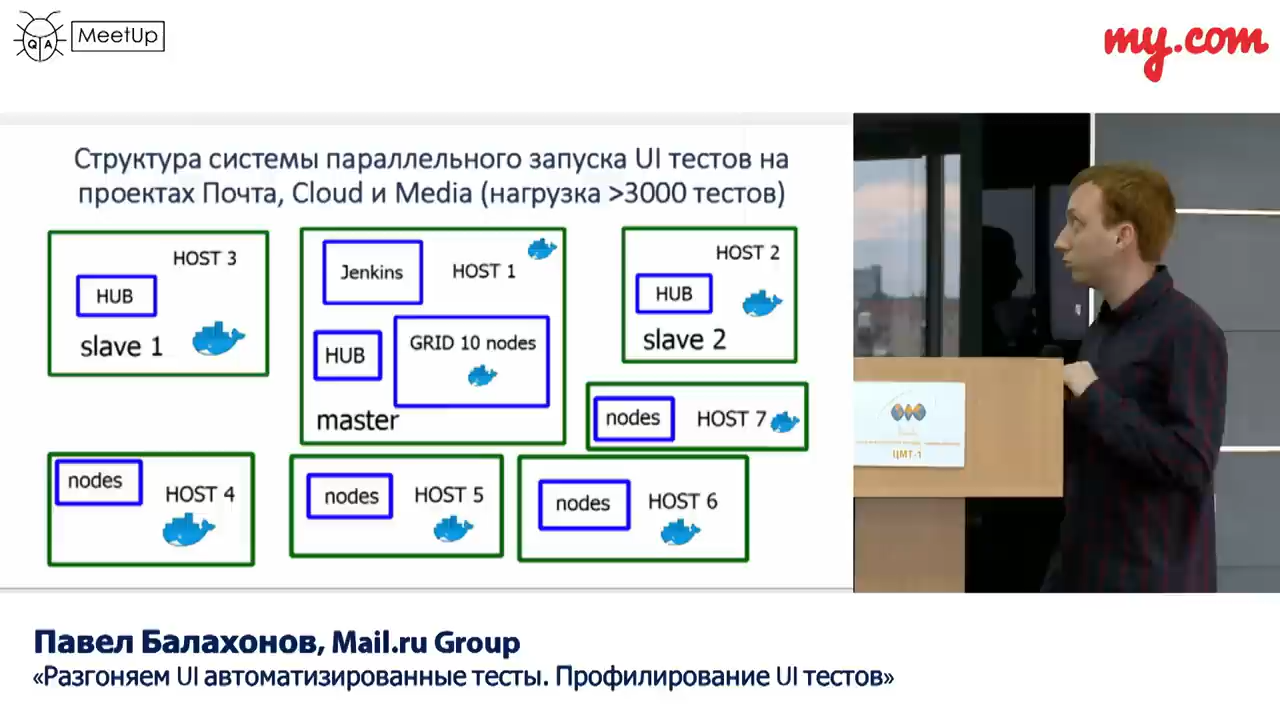 QA
MeetUp
my.com
Структура системы параллельного запуска UI тестов на
проектах Почта, Cloud и Media (нагрузка >3000 тестов)
HOST 3
HUB
slave 1
Jenkins
HOST 1
HUB
GRID 10 nodes
master
HOST 2
HUB
slave 2
nodes
HOST 7
nodes
HOST 4
nodes
HOST 5
nodes
HOST 6
ЦМТ-1
Павел Балахонов, Mail.ru Group
«Разгоняем UI автоматизированные тесты. Профилирование UI тестов»